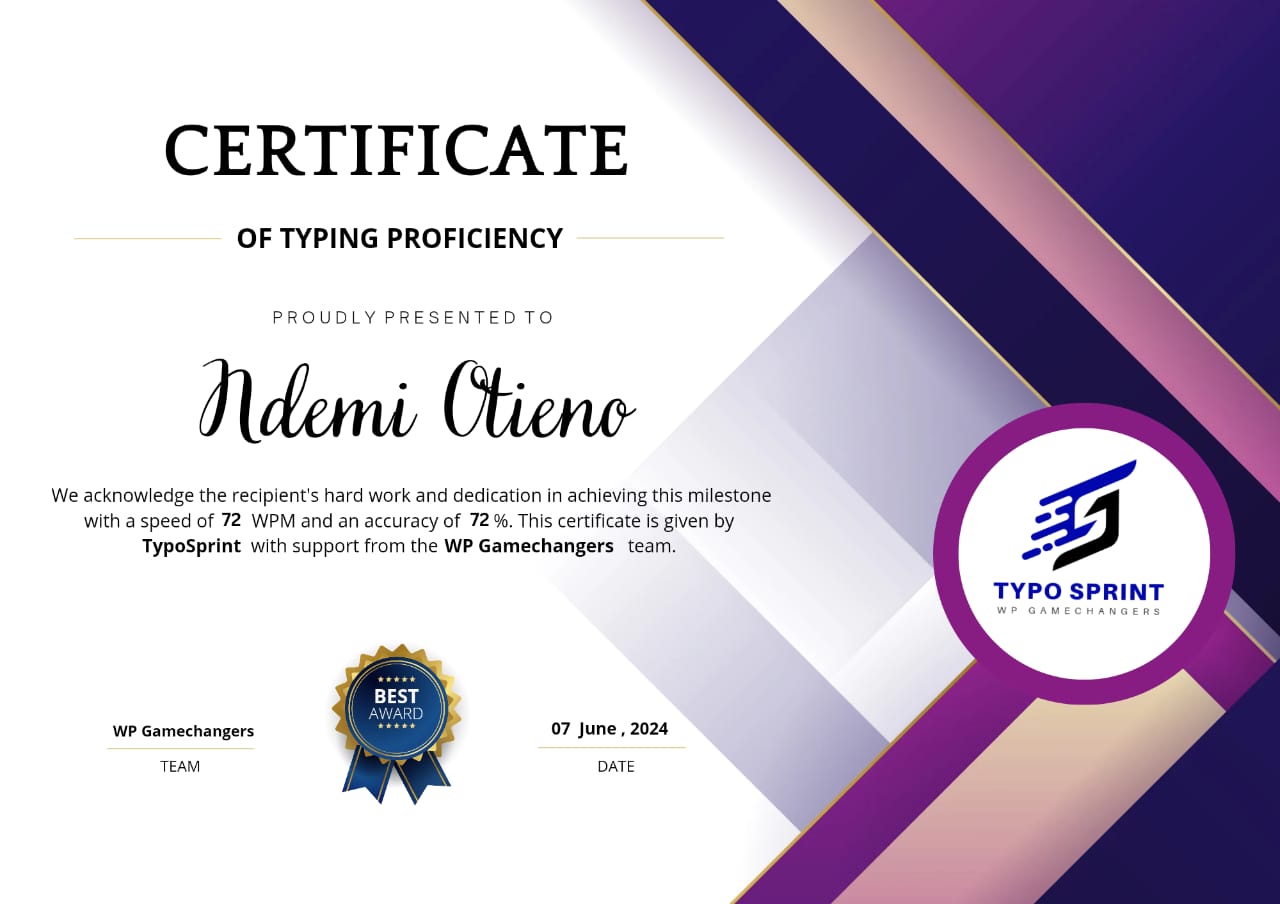 CERTIFICATE
OF TYPING PROFICIENCY
PROUDLY PRESENTED TO
Ndemi Otieno
We acknowledge the recipient's hard work and dedication in achieving this milestone
with a speed of 72 WPM and an accuracy of 72 %. This certificate is given by
TypoSprint with support from the WP Gamechangers team.
TYPO SPRINT
WP GAMECHANGERS
BEST
AWARD
WP Gamechangers
TEAM
07 June , 2024
DATE